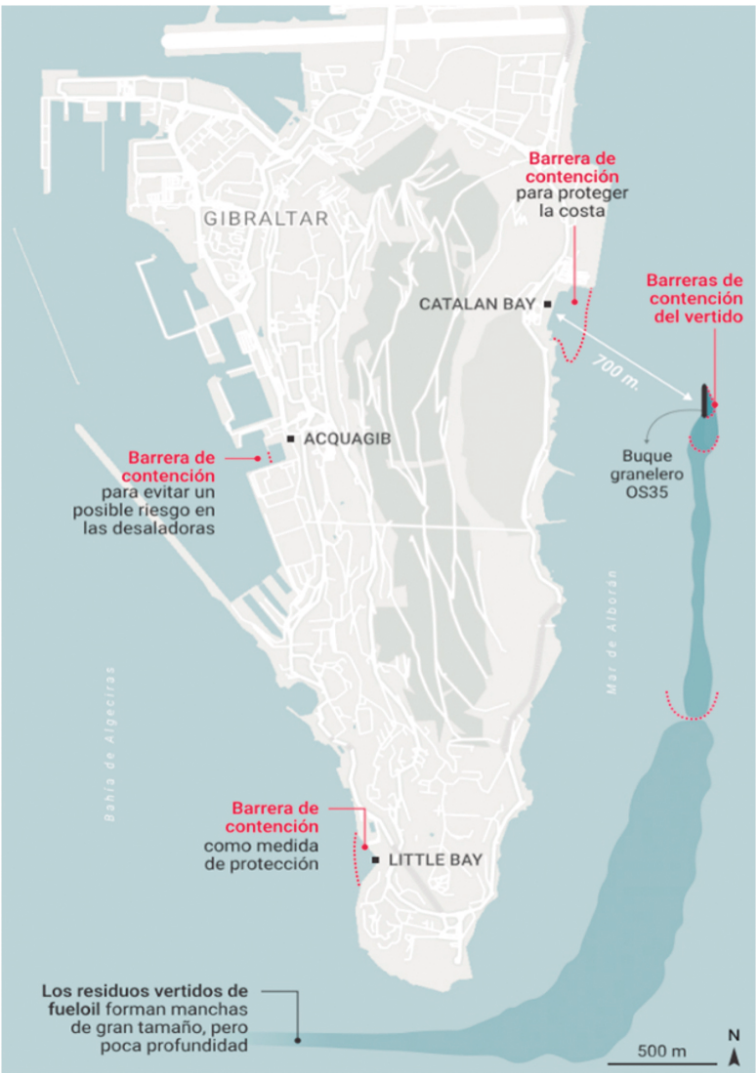 Barrera de
contención
para proteger
la costa
GIBRALTAR
Barreras de
contención
del vertido
CATALAN BAY
700 m.
ACQUAGIB
Barrera de
contención
para evitar un
posible riesgo en
las desaladoras
Buque
granelero
OS35
Mar de Alborán
Bahía de Algeciras
Barrera de
contención
como medida
de protección
LITTLE BAY
Los residuos vertidos de
fueloil forman manchas
de gran tamaño, pero
poca profundidad
N
500 m